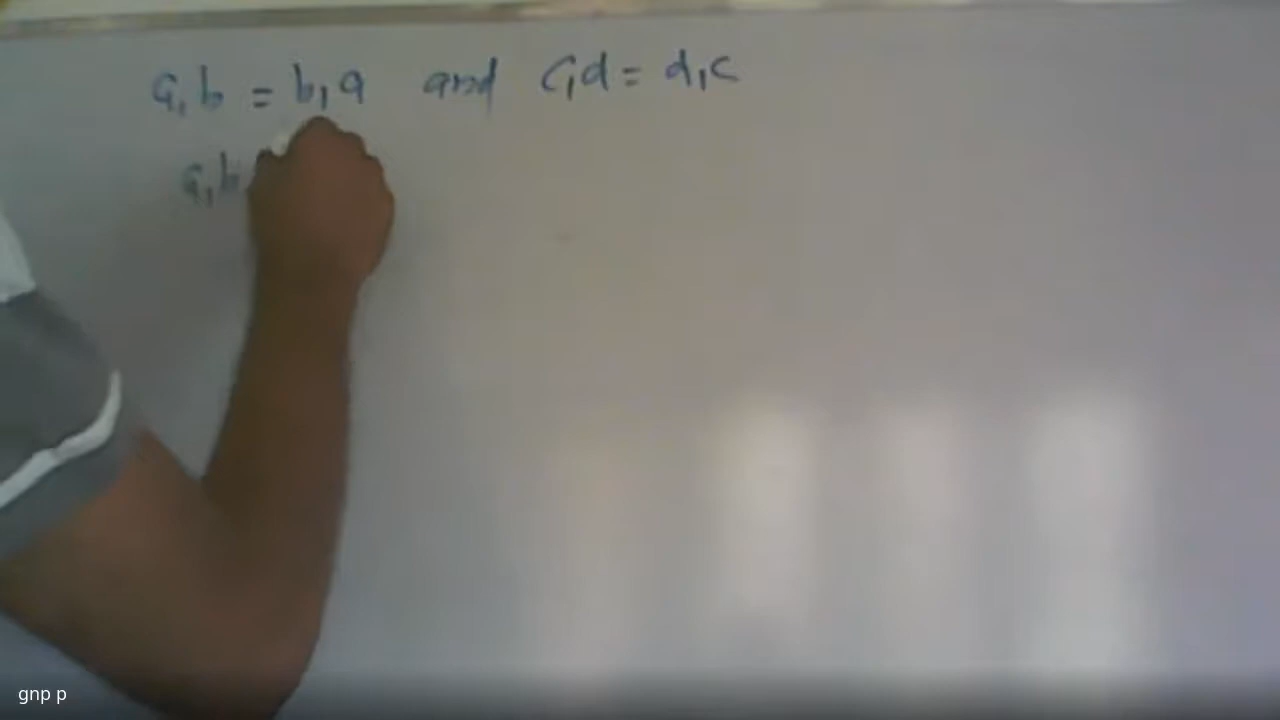 a,b = b,a and c,d = d,c
a,b
gnp p